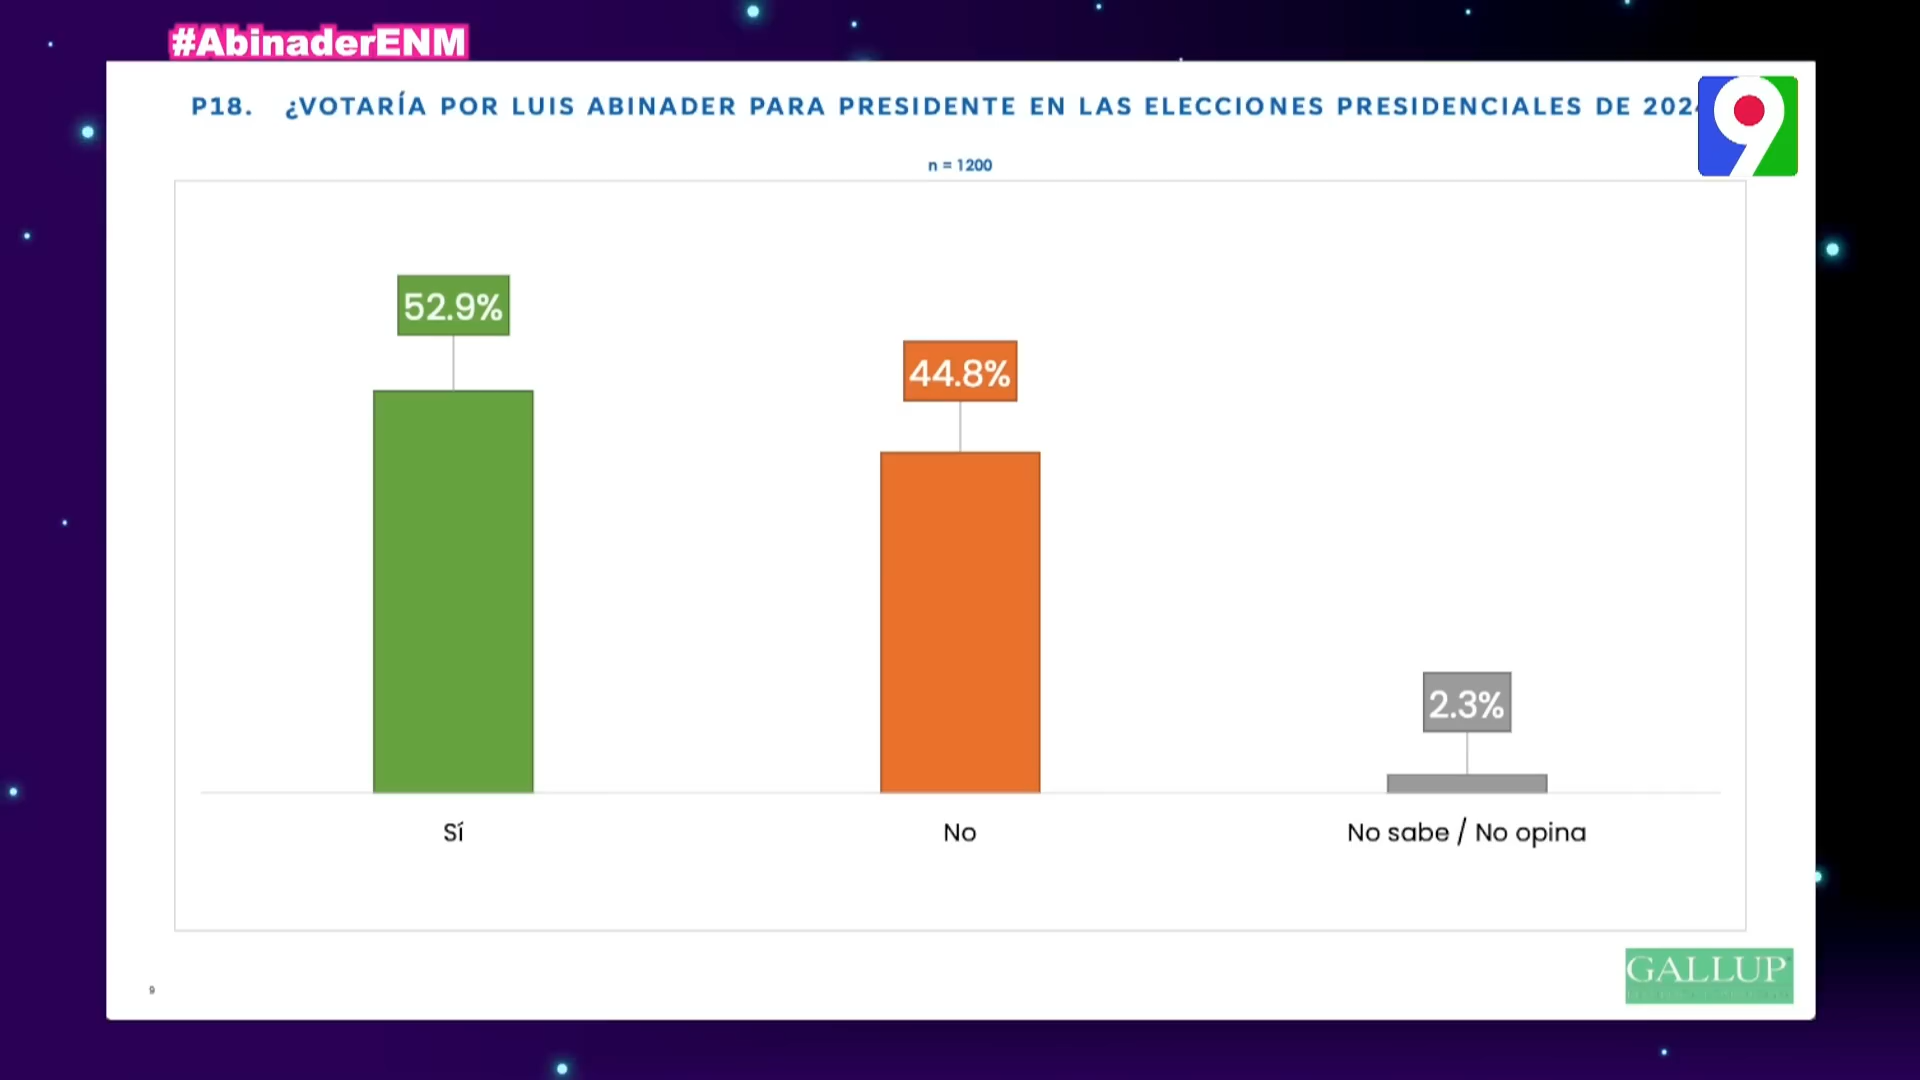 #AbinaderENM
P18. ¿VOTARÍA POR LUIS ABINADER PARA PRESIDENTE EN LAS ELECCIONES PRESIDENCIALES DE 202
9
n = 1200
52.9%
44.8%
2.3%
Sí
No
No sabe / No opina
9
GALLUP